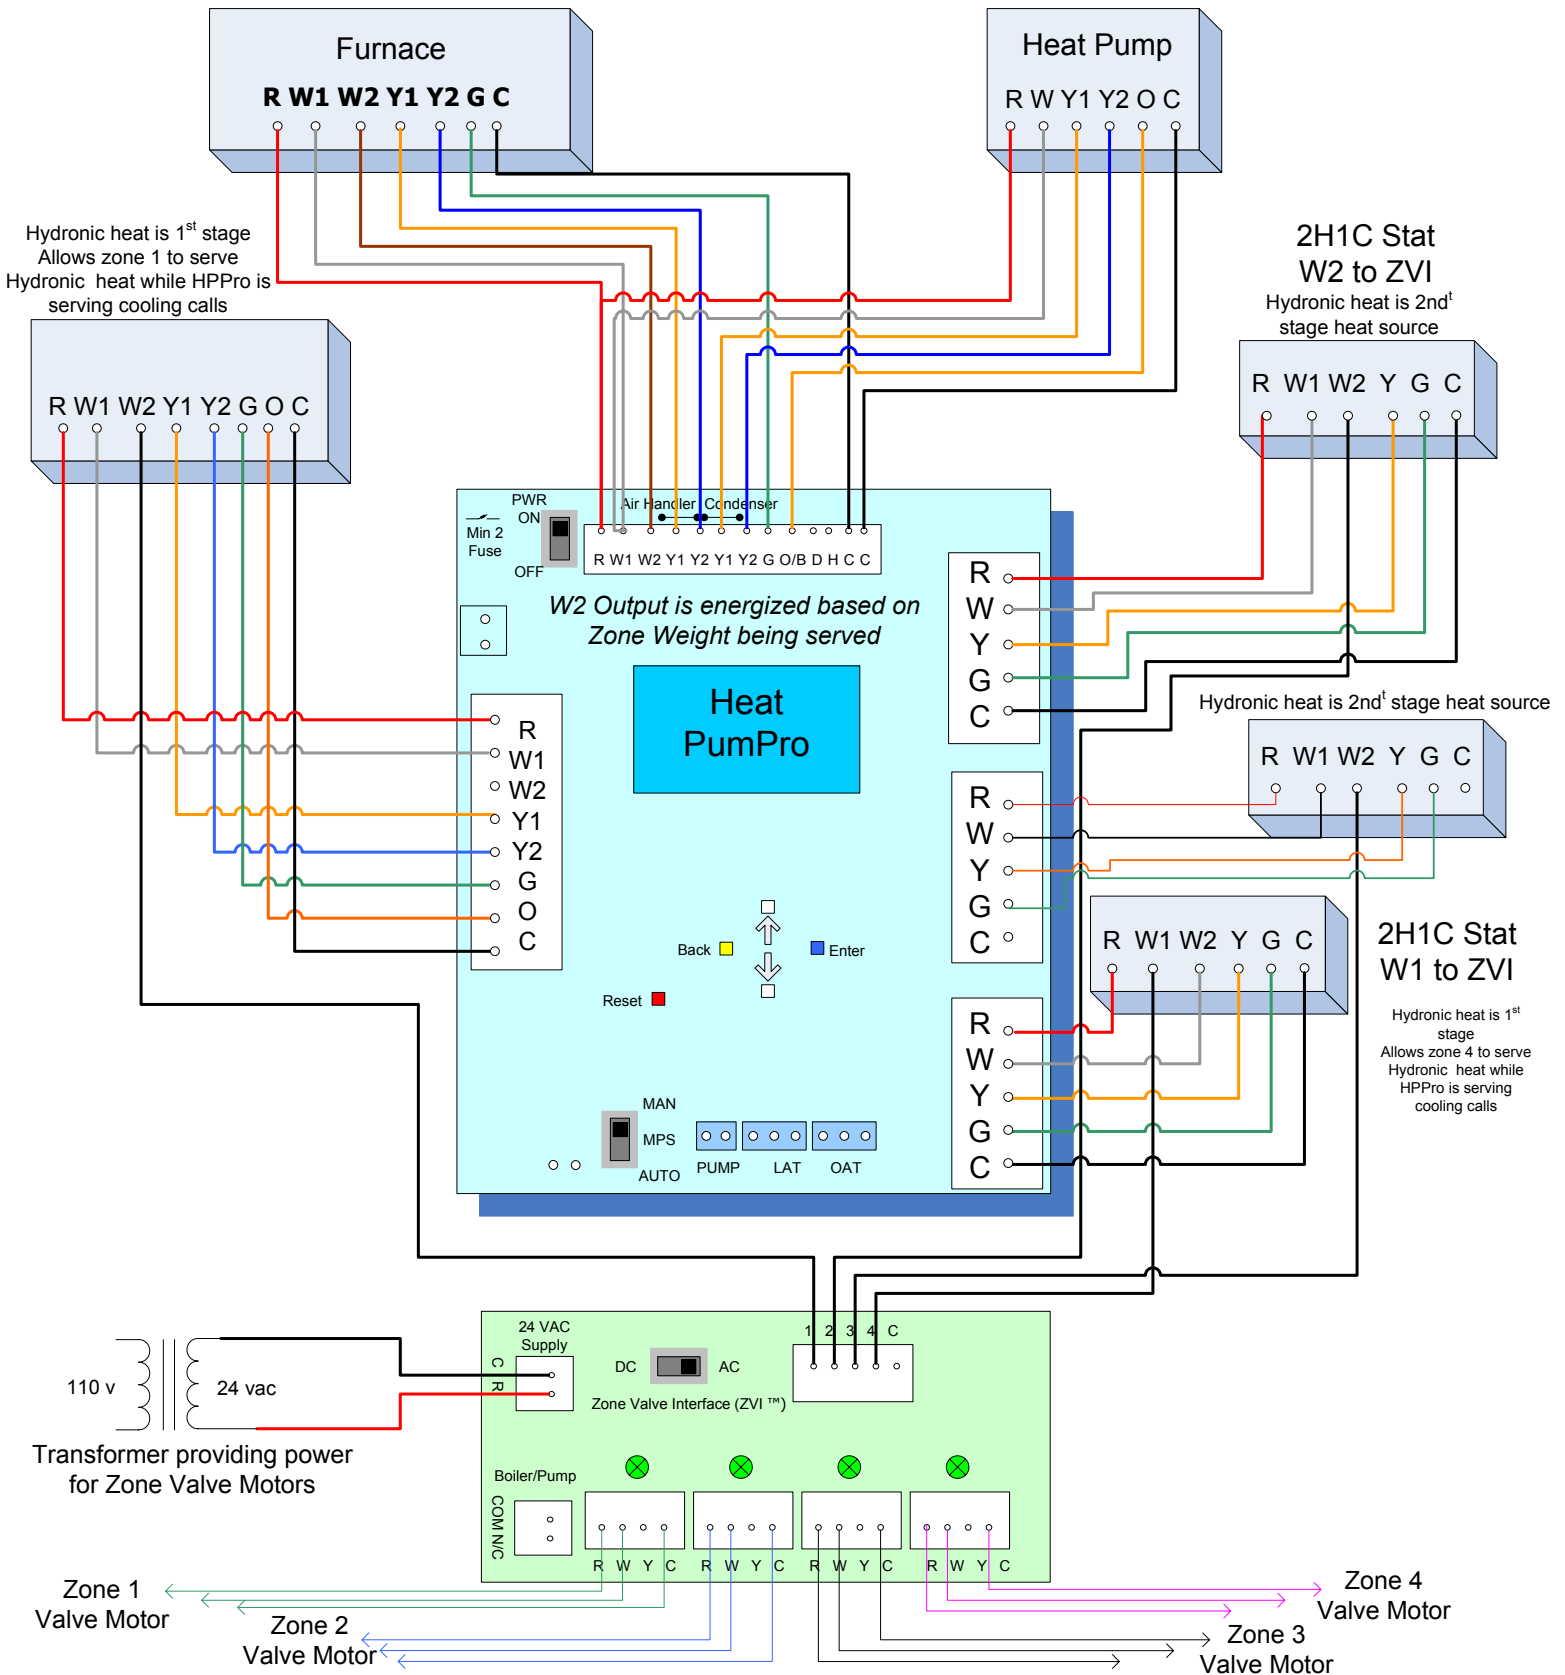 Furnace
R W1 W2 Y1 Y2 G C
Heat Pump
R W Y1 Y2 O C
Hydronic heat is 1st stage
Allows zone 1 to serve
Hydronic heat while HPPro is
serving cooling calls
R W1 W2 Y1 Y2 G O C
2H1C Stat
W2 to ZVI
Hydronic heat is 2ndt
stage heat source
R W1 W2 Y G C
PWR
ON
OFF
Min 2
Fuse
Air Handler Condenser
R W1 W2 Y1 Y2 Y1 Y2 G O/B D H C C
W2 Output is energized based on
Zone Weight being served
Heat
PumPro
R
W
Y
G
C
Hydronic heat is 2ndt stage heat source
R W1 W2 Y G C
R
W1
W2
Y1
Y2
G
O
C
R
W
Y
G
C
Back
Enter
Reset
R W1 W2 Y G C
2H1C Stat
W1 to ZVI
Hydronic heat is 1st
stage
Allows zone 4 to serve
Hydronic heat while
HPPro is serving
cooling calls
R
W
Y
G
C
MAN
MPS
AUTO
PUMP
LAT
OAT
24 VAC
Supply
C R
DC
AC
1 2 3 4 C
Zone Valve Interface (ZVI ™)
110 v
24 vac
Transformer providing power
for Zone Valve Motors
Boiler/Pump
COM N/C
R W Y C
R W Y C
R W Y C
R W Y C
Zone 1
Valve Motor
Zone 2
Valve Motor
Zone 4
Valve Motor
Zone 3
Valve Motor